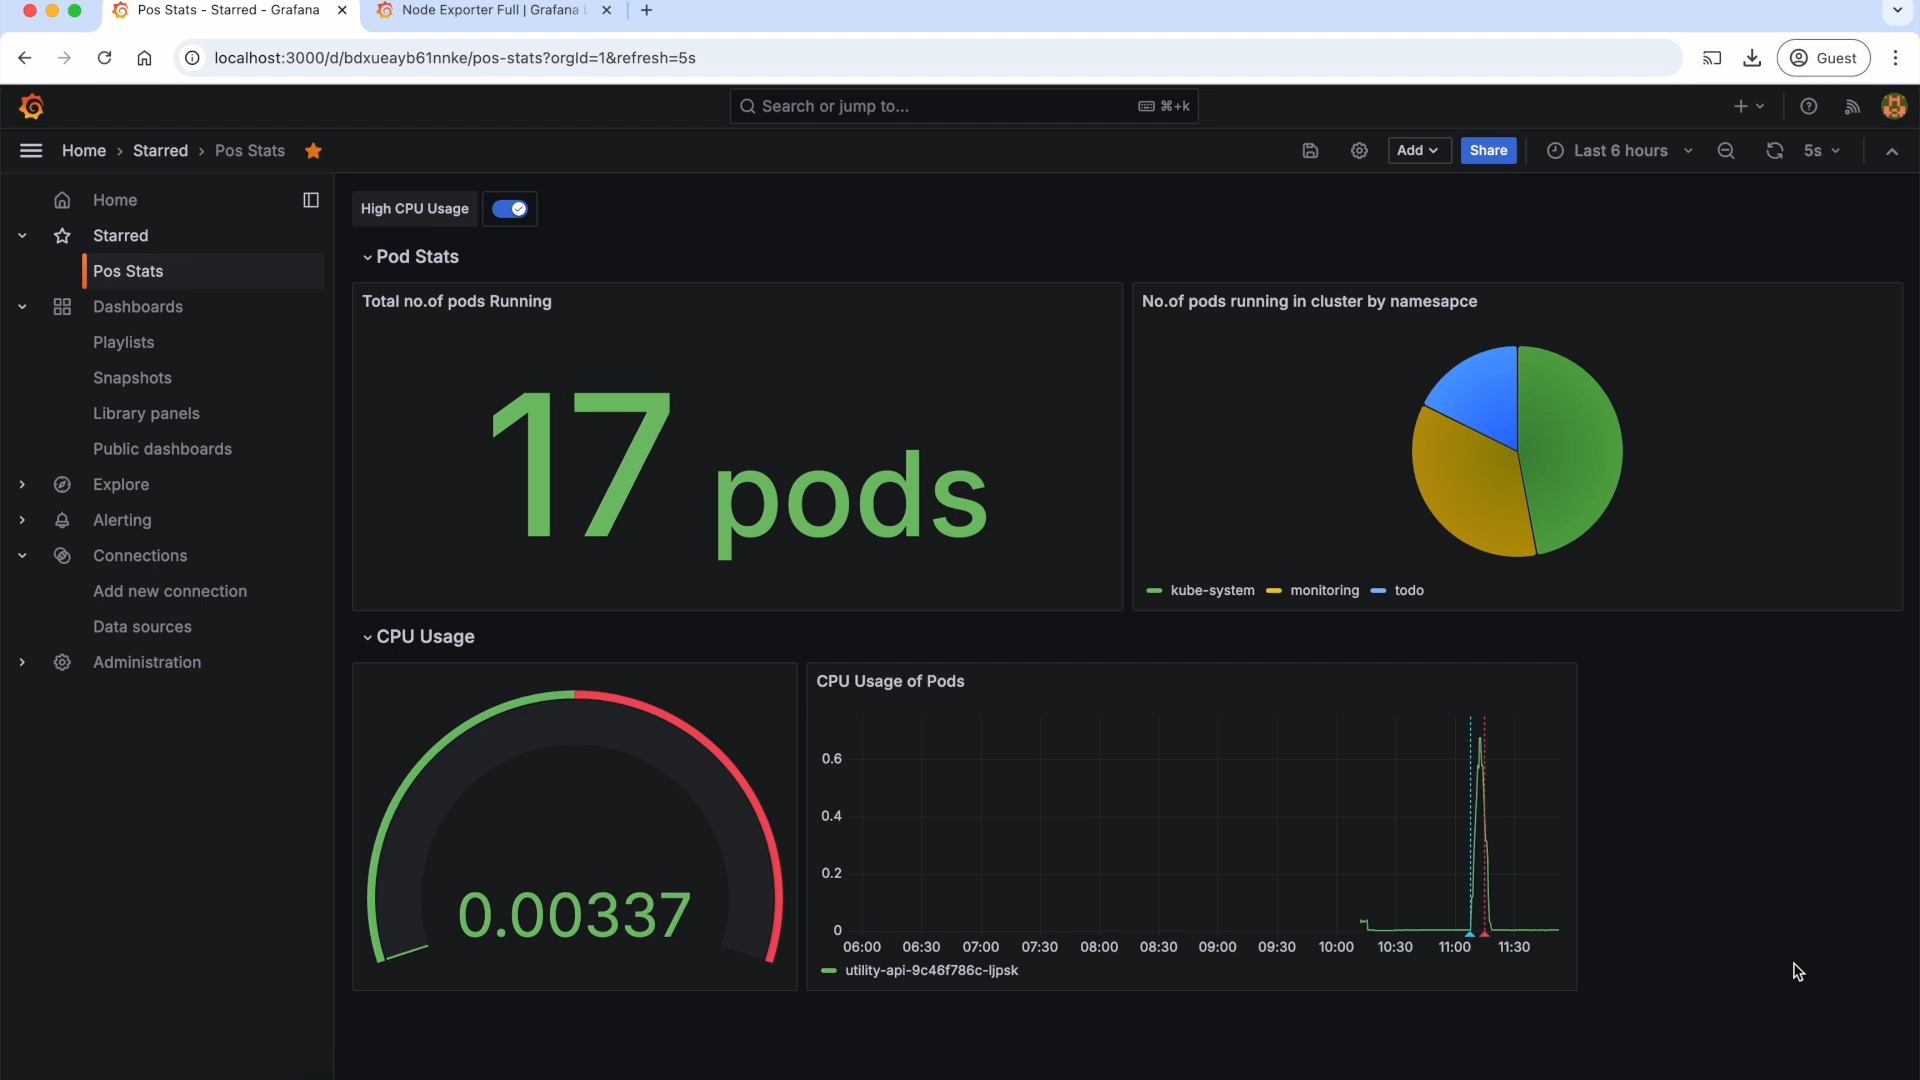 Pos Stats - Starred - Grafana
Node Exporter Full | Grafana
localhost:3000/d/bdxueayb61nnke/pos-stats?orgId=1&refresh=5s
Guest
Search or jump to...
⌘+k
Home › Starred › Pos Stats
Add
Share
Last 6 hours
5s
Home
Starred
Pos Stats
Dashboards
Playlists
Snapshots
Library panels
Public dashboards
Explore
Alerting
Connections
Add new connection
Data sources
Administration
High CPU Usage
Pod Stats
Total no.of pods Running
17 pods
No.of pods running in cluster by namesapce
kube-system monitoring todo
CPU Usage
0.00337
CPU Usage of Pods
0.6
0.4
0.2
0
06:00 06:30 07:00 07:30 08:00 08:30 09:00 09:30 10:00 10:30 11:00 11:30
utility-api-9c46f786c-ljpsk